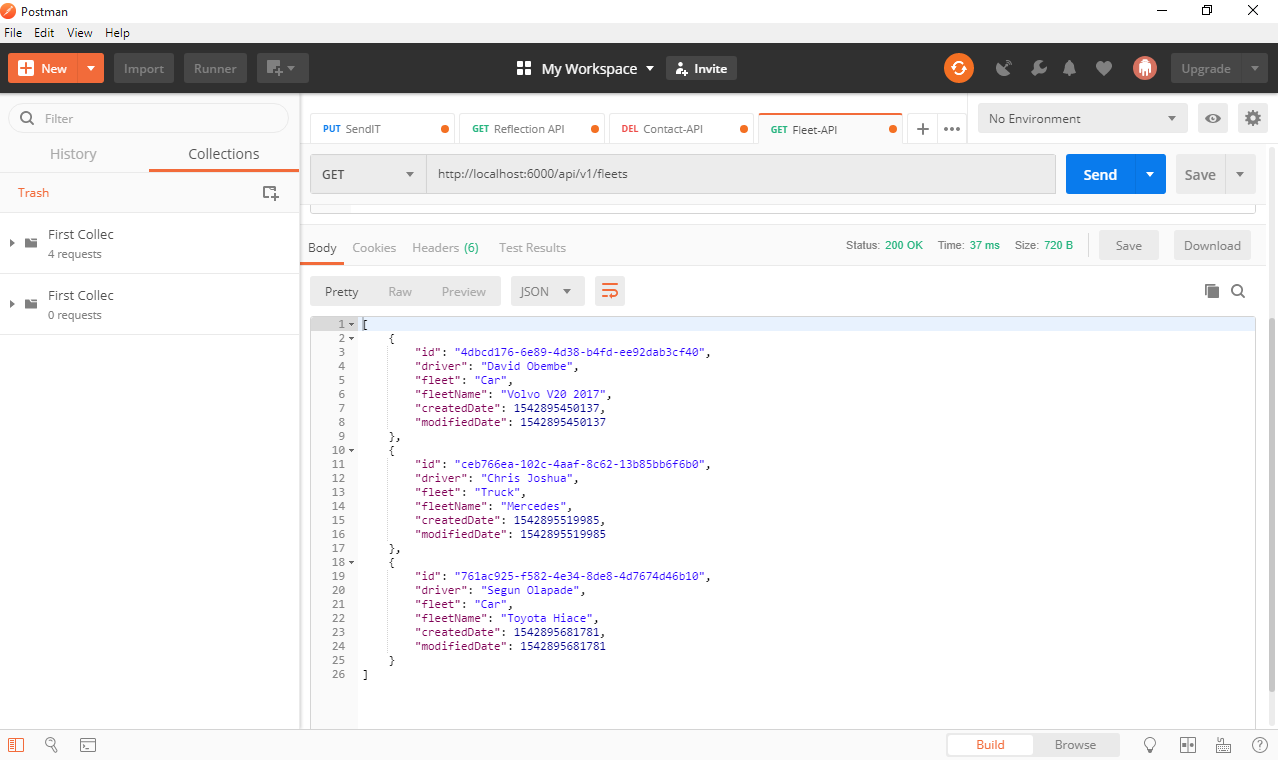 Postman
File Edit View Help
New Import Runner My Workspace Invite Upgrade
Filter
History Collections
Trash
First Collec
4 requests
First Collec
0 requests
PUT SendIT GET Reflection API DEL Contact-API GET Fleet-API No Environment
GET http://localhost:6000/api/v1/fleets Send Save
Body Cookies Headers (6) Test Results Status: 200 OK Time: 37 ms Size: 720 B Save Download
Pretty Raw Preview JSON
1 [
2 {
3 "id": "4dbcd176-6e89-4d38-b4fd-ee92dab3cf40",
4 "driver": "David Obembe",
5 "fleet": "Car",
6 "fleetName": "Volvo V20 2017",
7 "createdDate": 1542895450137,
8 "modifiedDate": 1542895450137
9 },
10 {
11 "id": "ceb766ea-102c-4aaf-8c62-13b85bb6f6b0",
12 "driver": "Chris Joshua",
13 "fleet": "Truck",
14 "fleetName": "Mercedes",
15 "createdDate": 1542895519985,
16 "modifiedDate": 1542895519985
17 },
18 {
19 "id": "761ac925-f582-4e34-8de8-4d7674d46b10",
20 "driver": "Segun Olapade",
21 "fleet": "Car",
22 "fleetName": "Toyota Hiace",
23 "createdDate": 1542895681781,
24 "modifiedDate": 1542895681781
25 }
26 ]
Build Browse